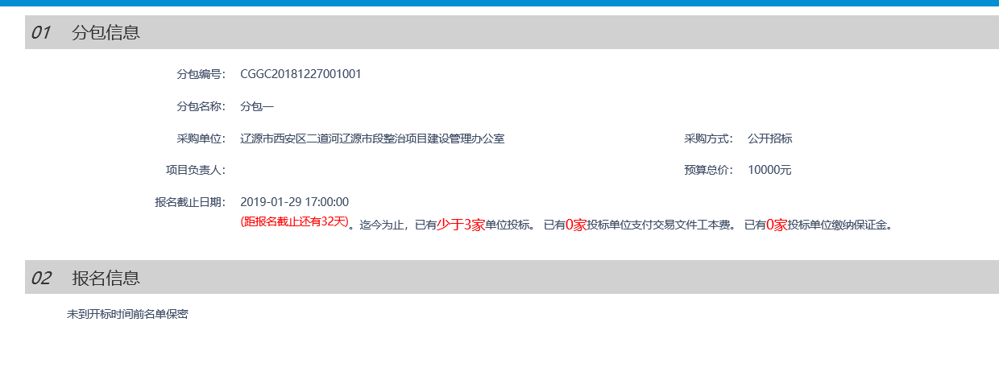 01 分包信息
分包编号： CGGC20181227001001
分包名称： 分包一
采购单位： 辽源市西安区二道河辽源市段整治项目建设管理办公室 采购方式： 公开招标
项目负责人： 预算总价： 10000元
报名截止日期： 2019-01-29 17:00:00
(距报名截止还有32天)。迄今为止，已有少于3家单位投标。 已有0家投标单位支付交易文件工本费。 已有0家投标单位缴纳保证金。
02 报名信息
未到开标时间前名单保密